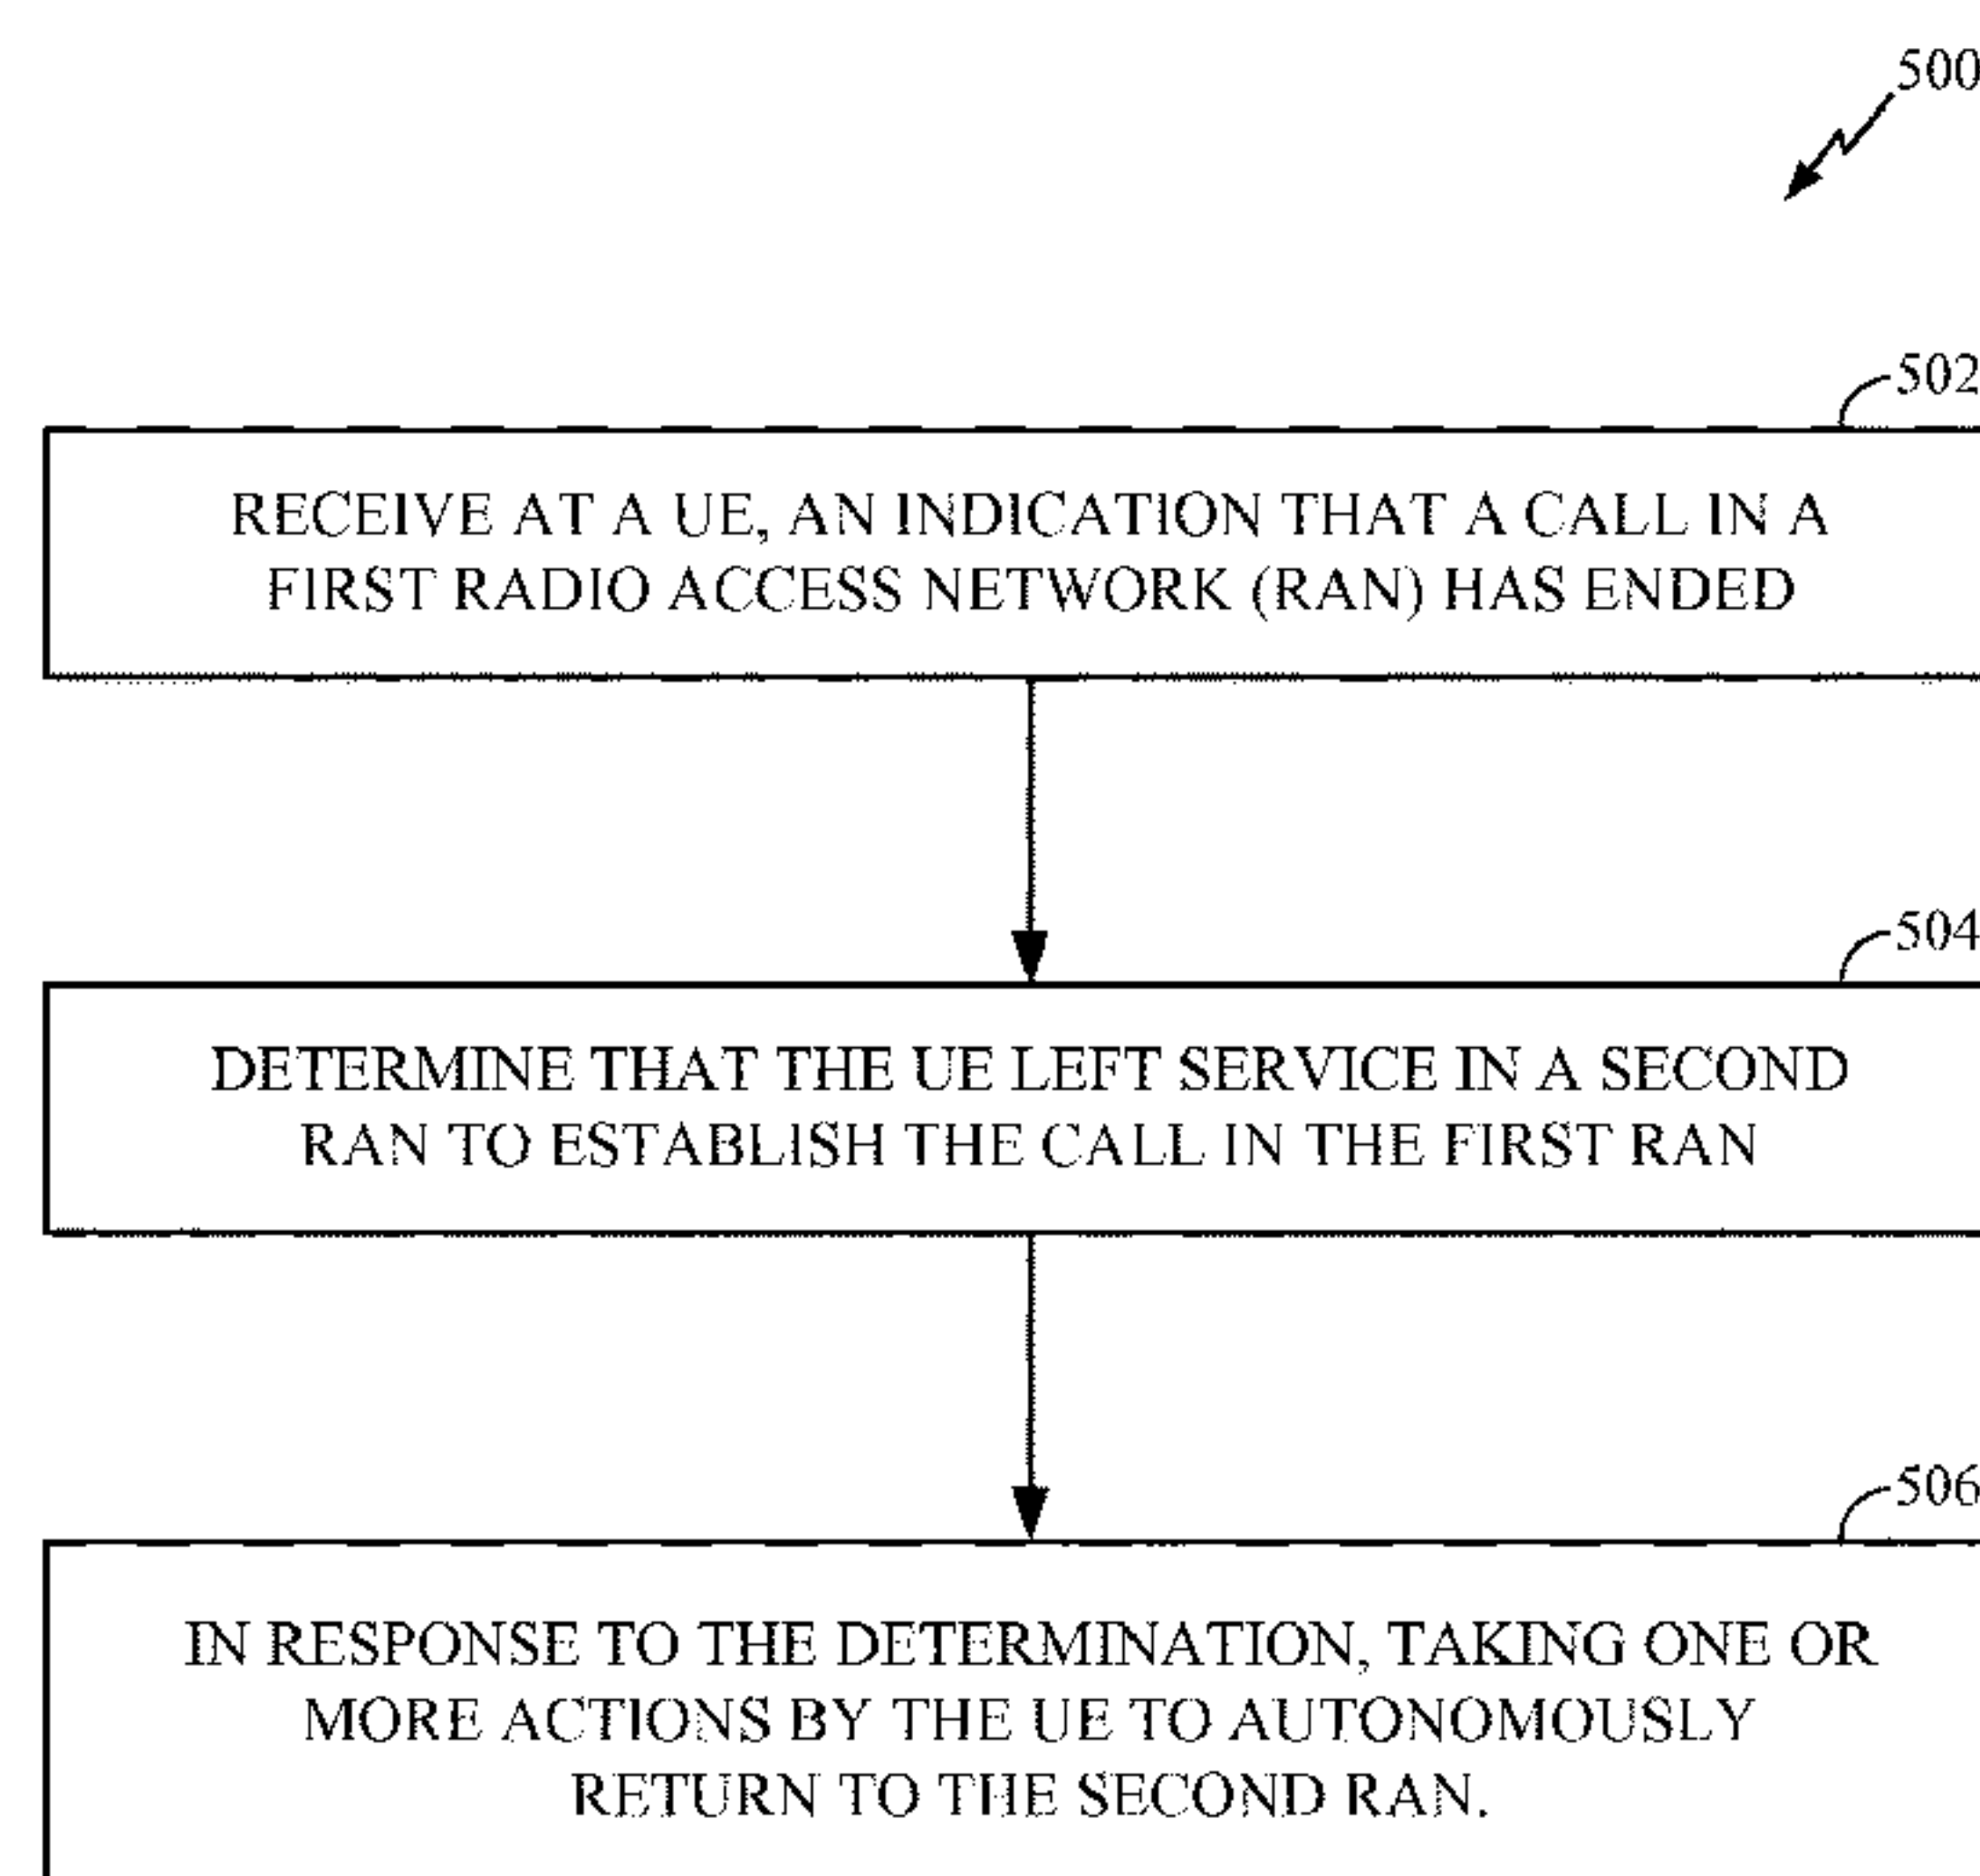 500
502
RECEIVE AT A UE, AN INDICATION THAT A CALL IN A
FIRST RADIO ACCESS NETWORK (RAN) HAS ENDED
504
DETERMINE THAT THE UE LEFT SERVICE IN A SECOND
RAN TO ESTABLISH THE CALL IN THE FIRST RAN
506
IN RESPONSE TO THE DETERMINATION, TAKING ONE OR
MORE ACTIONS BY THE UE TO AUTONOMOUSLY
RETURN TO THE SECOND RAN.